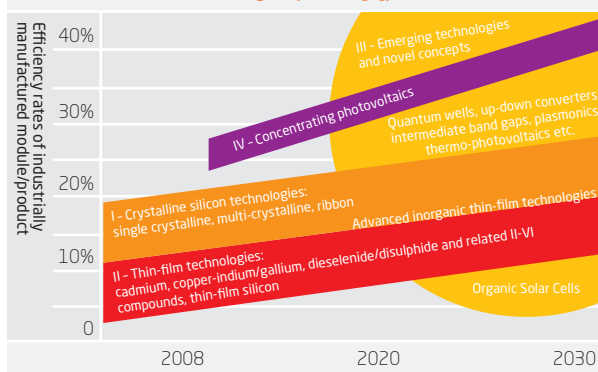 Efficiency rates of industrially
manufactured module/product
40%
30%
20%
10%
0
III - Emerging technologies
and novel concepts
IV - Concentrating photovoltaics
Quantum wells, up-down converters,
intermediate band gaps, plasmonics,
thermo-photovoltaics etc.
I - Crystalline silicon technologies:
single crystalline, multi-crystalline, ribbon
Advanced inorganic thin-film technologies
II - Thin-film technologies:
cadmium, copper-indium/gallium, dieselenide/disulphide and related II-VI
compounds, thin-film silicon
Organic Solar Cells
2008
2020
2030